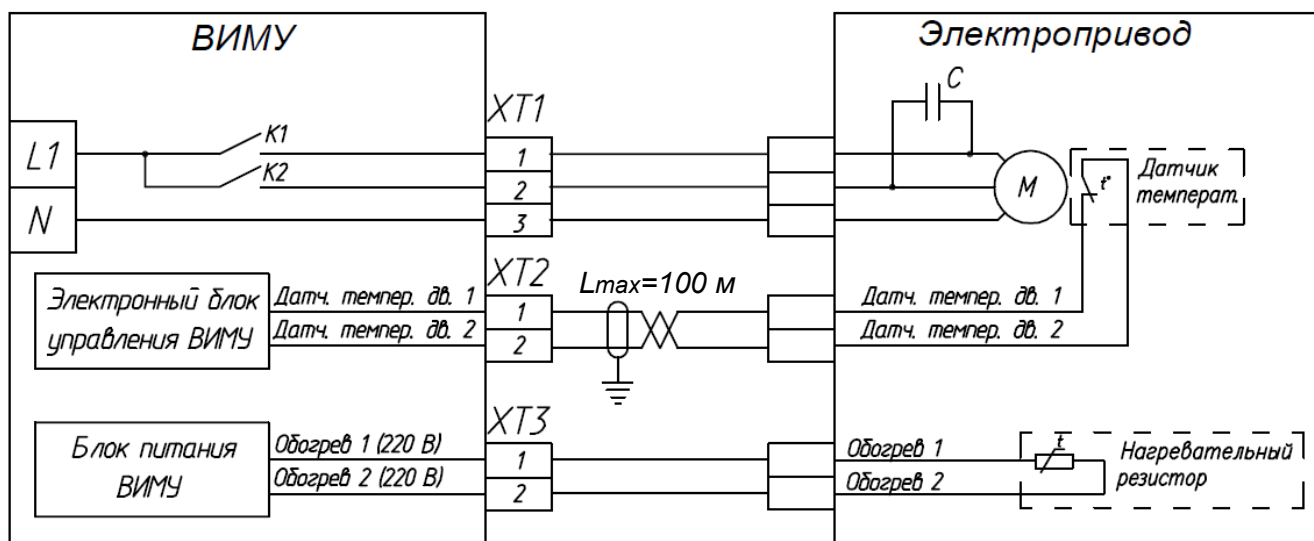 ВИМУ
Электропривод
C
XT1
K1
L1
1
K2
2
N
3
М
t°
Датчик
температ.
XT2
Lmax=100 м
Электронный блок
управления ВИМУ
Датч. темпер. дв. 1
1
Датч. темпер. дв. 1
Датч. темпер. дв. 2
2
Датч. темпер. дв. 2
XT3
Блок питания
ВИМУ
Обогрев 1 (220 В)
1
Обогрев 1
Обогрев 2 (220 В)
2
Обогрев 2
t
Нагревательный
резистор